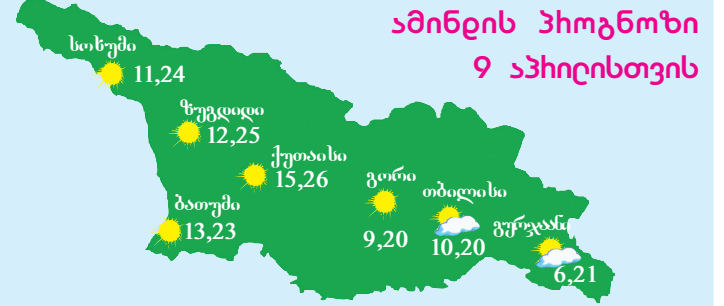 ამინდის პროგნოზი
9 აპრილისთვის
სოხუმი
11,24
ზუგდიდი
12,25
ქუთაისი
15,26
გორი
9,20
თბილისი
10,20
ბათუმი
13,23
გურჯაანი
6,21